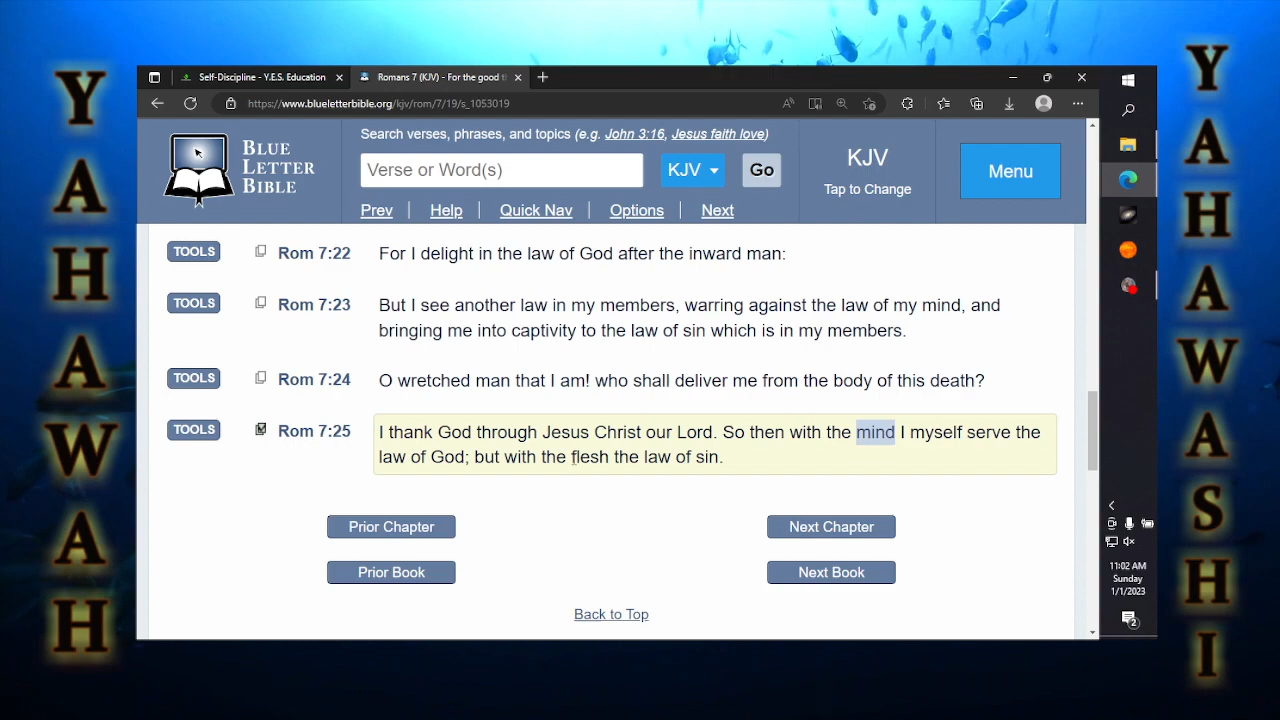 YAHAWAH
Self-Discipline - Y.E.S. Education
Romans 7 (KJV) - For the good t
https://www.blueletterbible.org/kjv/rom/7/19/s_1053019
BLUE
LETTER
BIBLE
Search verses, phrases, and topics (e.g. John 3:16, Jesus faith love)
Verse or Word(s)
KJV
Go
Prev
Help
Quick Nav
Options
Next
KJV
Tap to Change
Menu
TOOLS Rom 7:22 For I delight in the law of God after the inward man:
TOOLS Rom 7:23 But I see another law in my members, warring against the law of my mind, and
bringing me into captivity to the law of sin which is in my members.
TOOLS Rom 7:24 O wretched man that I am! who shall deliver me from the body of this death?
TOOLS Rom 7:25 I thank God through Jesus Christ our Lord. So then with the mind I myself serve the
law of God; but with the flesh the law of sin.
Prior Chapter
Next Chapter
Prior Book
Next Book
Back to Top
11:02 AM
Sunday
1/1/2023
2
YAHAWASHI